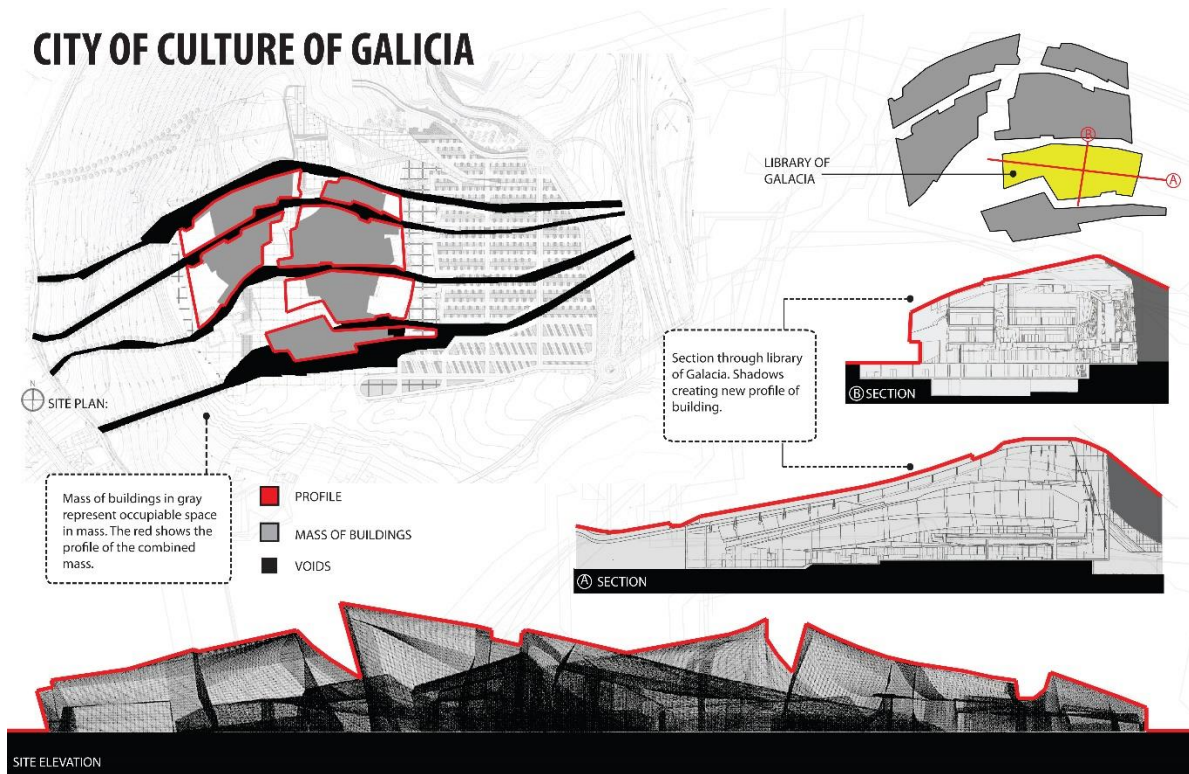 CITY OF CULTURE OF GALICIA
LIBRARY OF
GALACIA
B
A
Section through library
of Galacia. Shadows
creating new profile of
building.
B SECTION
N
SITE PLAN:
Mass of buildings in gray
represent occupiable space
in mass. The red shows the
profile of the combined
mass.
PROFILE
MASS OF BUILDINGS
VOIDS
A SECTION
SITE ELEVATION